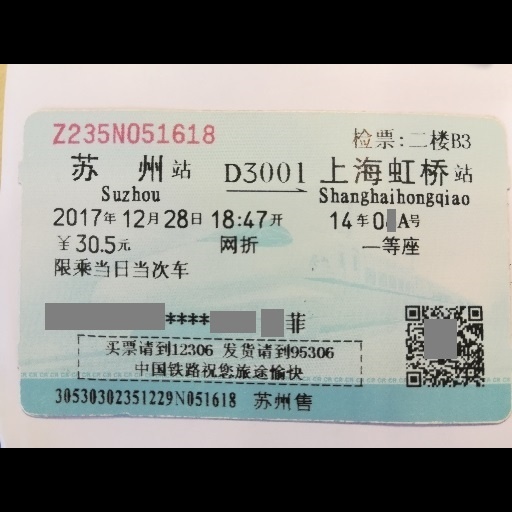 Z235N051618 检票:二楼B3
苏州站 D3001 上海虹桥站
Suzhou Shanghaihongqiao
2017年12月28日18:47开 14车0 A号
¥30.5元 网折 一等座
限乘当日当次车
**** 菲
买票请到12306 发货请到95306
中国铁路祝您旅途愉快
30530302351229N051618 苏州售